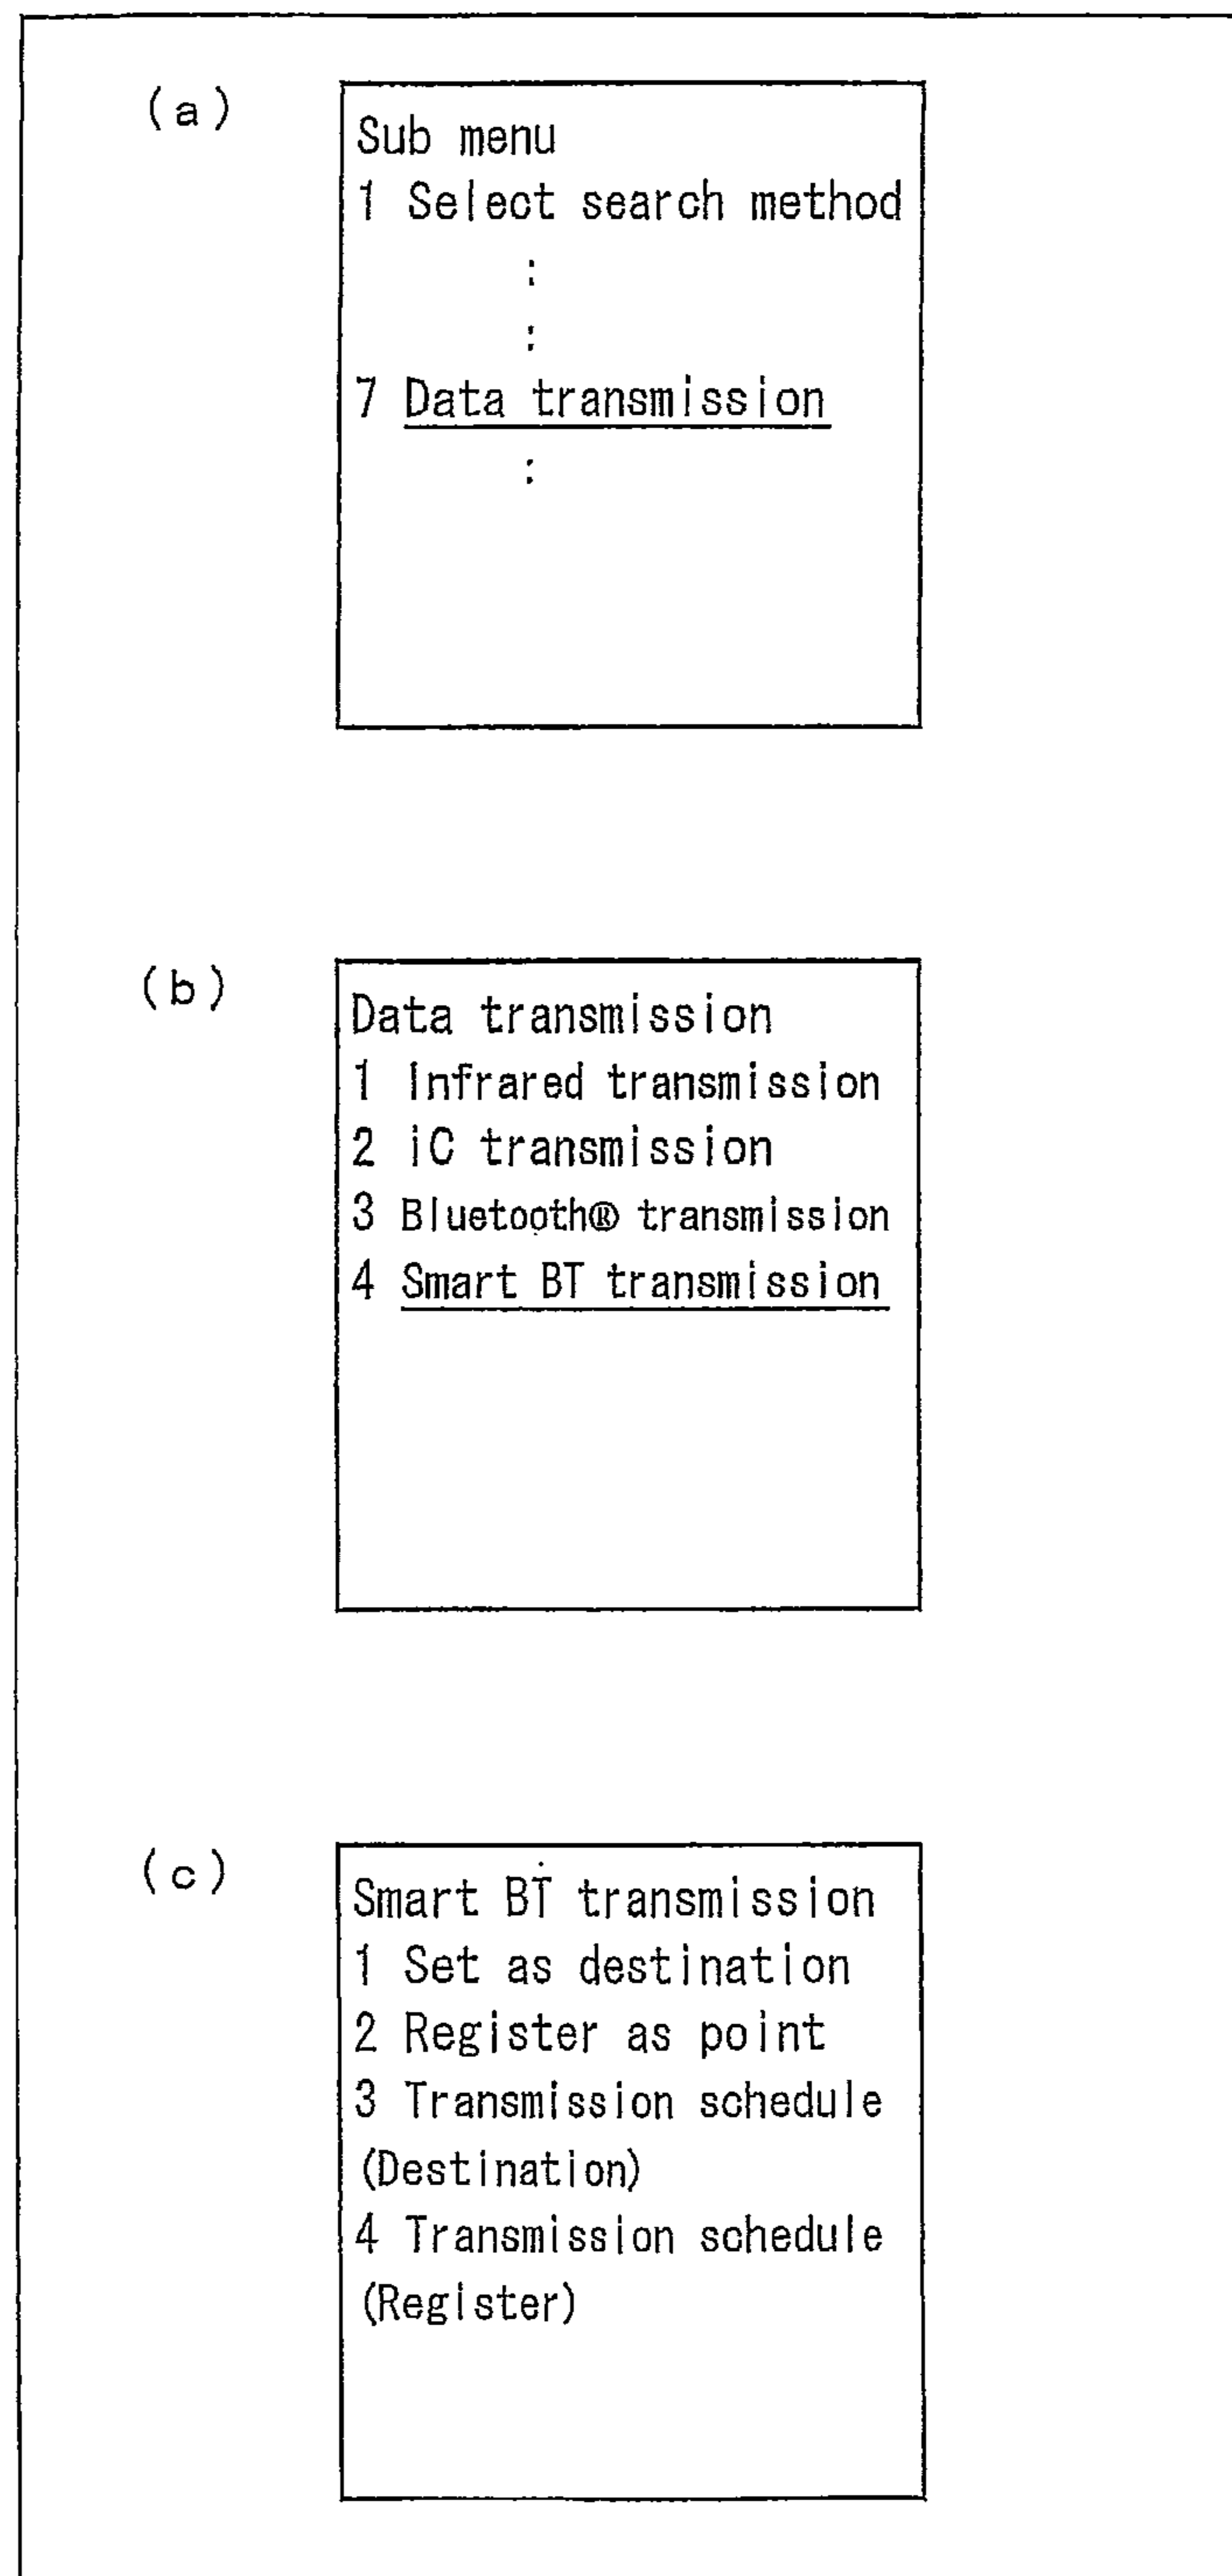 (a)
Sub menu
1 Select search method
:
:
7 Data transmission
:
(b)
Data transmission
1 Infrared transmission
2 iC transmission
3 Bluetooth® transmission
4 Smart BT transmission
(c)
Smart BT transmission
1 Set as destination
2 Register as point
3 Transmission schedule
(Destination)
4 Transmission schedule
(Register)